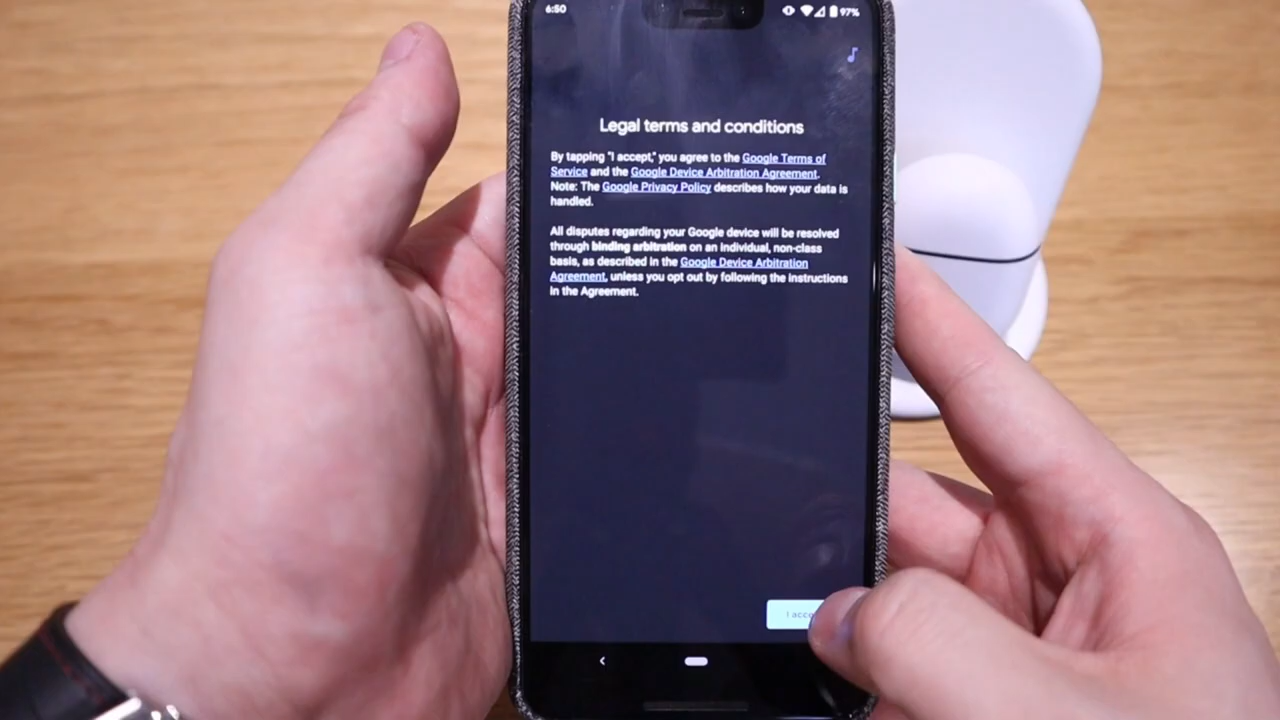 6:50
97%
Legal terms and conditions
By tapping "I accept," you agree to the Google Terms of
Service and the Google Device Arbitration Agreement.
Note: The Google Privacy Policy describes how your data is
handled.
All disputes regarding your Google device will be resolved
through binding arbitration on an individual, non-class
basis, as described in the Google Device Arbitration
Agreement, unless you opt out by following the instructions
in the Agreement.
I acce